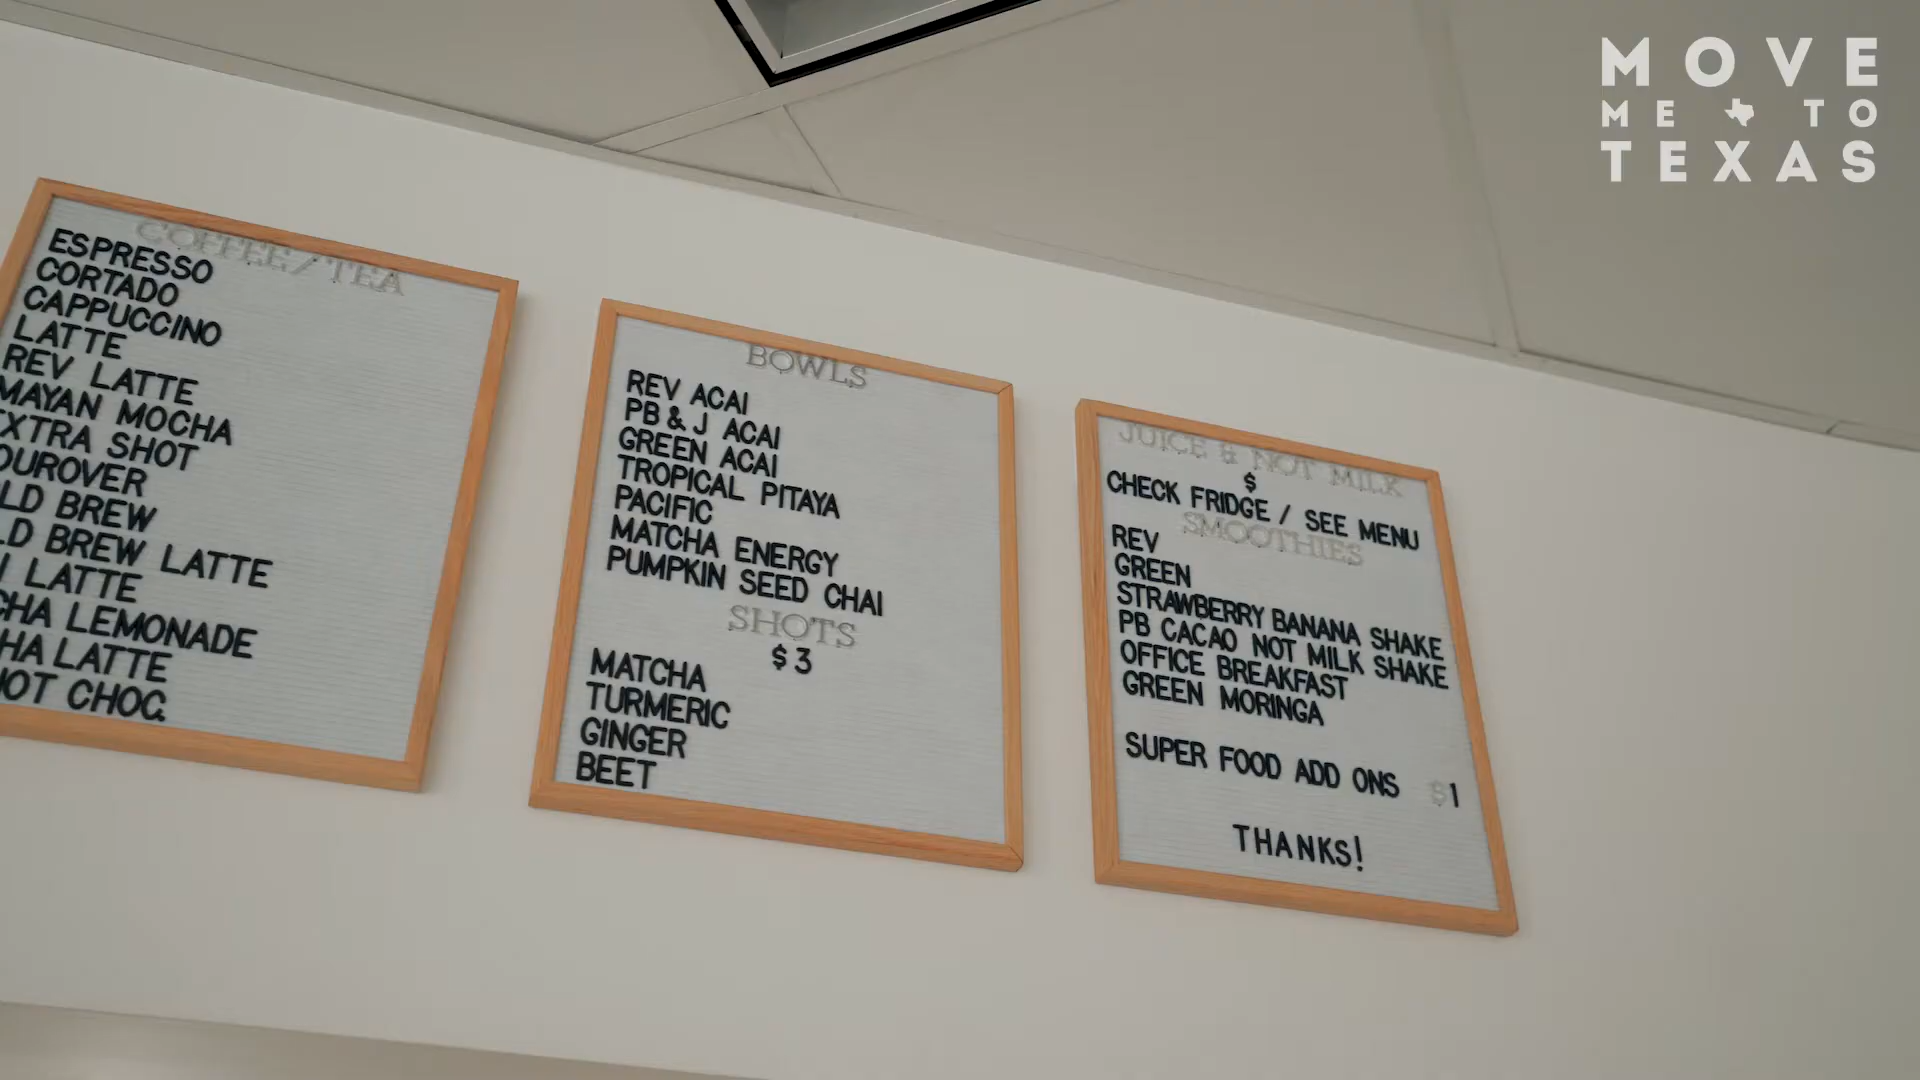 MOVE
ME TO
TEXAS
COFFEE/TEA
ESPRESSO
CORTADO
CAPPUCCINO
LATTE
REV LATTE
MAYAN MOCHA
XTRA SHOT
OUROVER
LD BREW
LD BREW LATTE
I LATTE
CHA LEMONADE
HA LATTE
HOT CHOC.
BOWLS
REV ACAI
PB & J ACAI
GREEN ACAI
TROPICAL PITAYA
PACIFIC
MATCHA ENERGY
PUMPKIN SEED CHAI
SHOTS
$3
MATCHA
TURMERIC
GINGER
BEET
JUICE & NOT MILK
$
CHECK FRIDGE / SEE MENU
SMOOTHIES
REV
GREEN
STRAWBERRY BANANA SHAKE
PB CACAO NOT MILK SHAKE
OFFICE BREAKFAST
GREEN MORINGA
SUPER FOOD ADD ONS $1
THANKS!